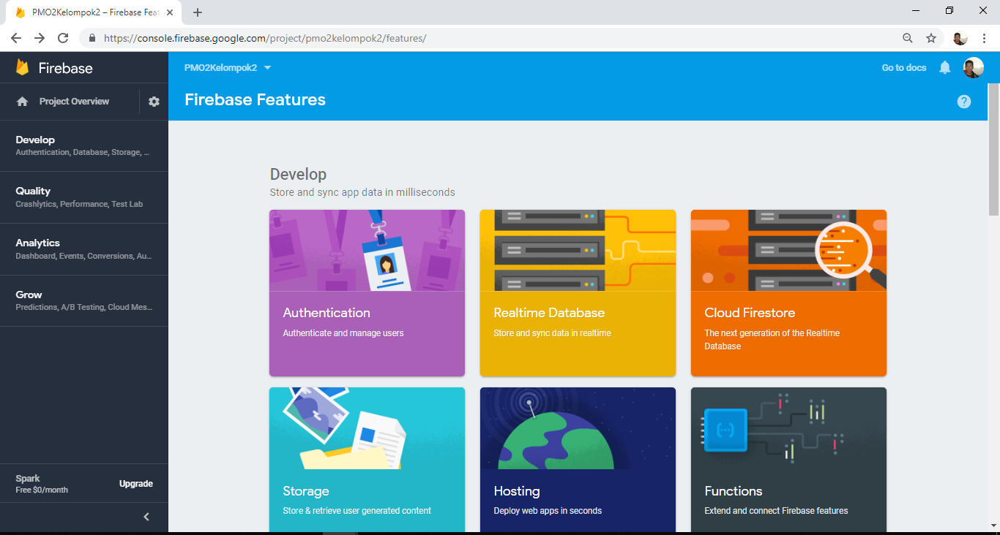 PMO2Kelompok2 – Firebase Feat
https://console.firebase.google.com/project/pmo2kelompok2/features/
Firebase
PMO2Kelompok2
Go to docs
Project Overview
Firebase Features
?
Develop
Authentication, Database, Storage, ...
Quality
Crashlytics, Performance, Test Lab
Analytics
Dashboard, Events, Conversions, Au...
Grow
Predictions, A/B Testing, Cloud Mes...
Spark
Free $0/month
Upgrade
Develop
Store and sync app data in milliseconds
Authentication
Authenticate and manage users
Realtime Database
Store and sync data in realtime
Cloud Firestore
The next generation of the Realtime
Database
Storage
Store & retrieve user generated content
Hosting
Deploy web apps in seconds
Functions
Extend and connect Firebase features